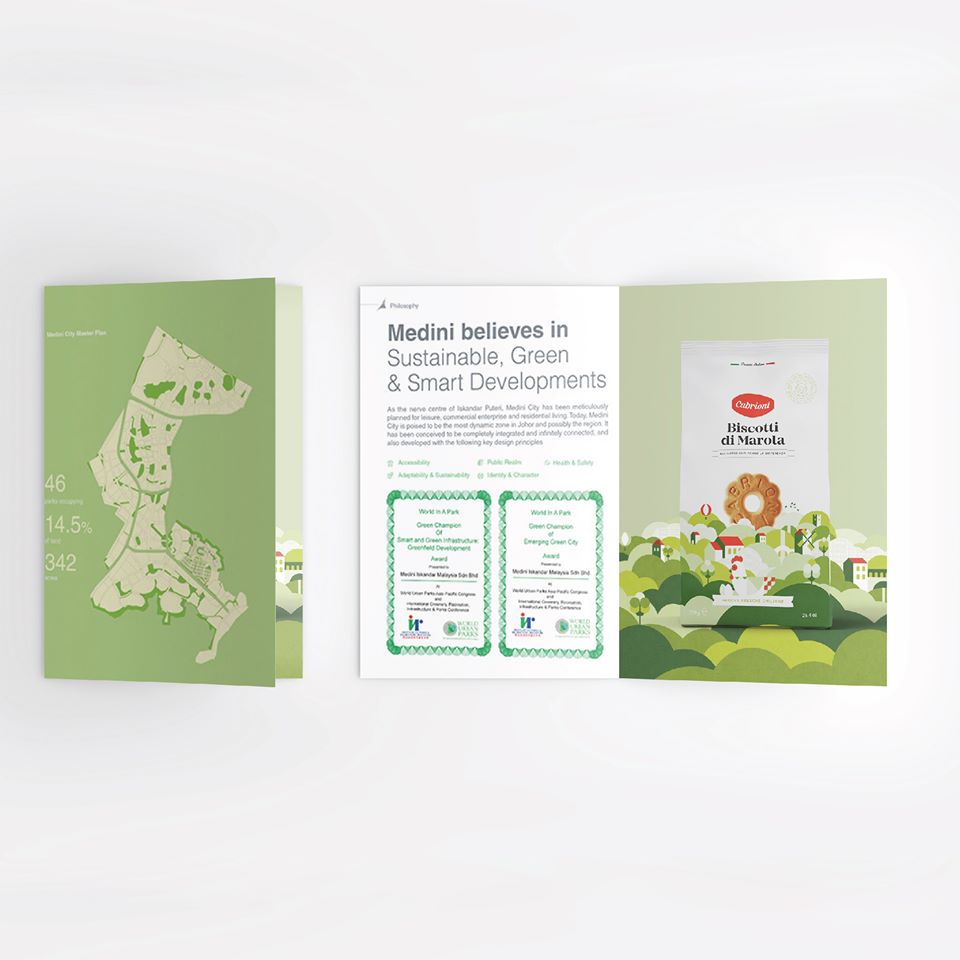 Medini City Master Plan
46
parks occupying
14.5%
of land
342
acres
Philosophy
Medini believes in
Sustainable, Green
& Smart Developments
As the nerve centre of Iskandar Puteri, Medini City has been meticulously
planned for leisure, commercial enterprise and residential living. Today, Medini
City is poised to be the most dynamic zone in Johor and possibly the region. It
has been conceived to be completely integrated and infinitely connected, and
also developed with the following key design principles
Accessibility
Public Realm
Health & Safety
Adaptability & Sustainability
Identity & Character
World In A Park
Green Champion
Of
Smart and Green Infrastructure:
Greenfield Development
Award
Presented to
Medini Iskandar Malaysia Sdn Bhd
At
World Urban Parks Asia Pacific Congress
and
International Greenery, Recreation,
Infrastructure & Parks Conference
WORLD
URBAN
PARKS
World In A Park
Green Champion
of
Emerging Green City
Award
Presented to
Medini Iskandar Malaysia Sdn Bhd
At
World Urban Parks Asia Pacific Congress
and
International Greenery, Recreation,
Infrastructure & Parks Conference
WORLD
URBAN
PARKS
Cabrioni
Biscotti
di Marola